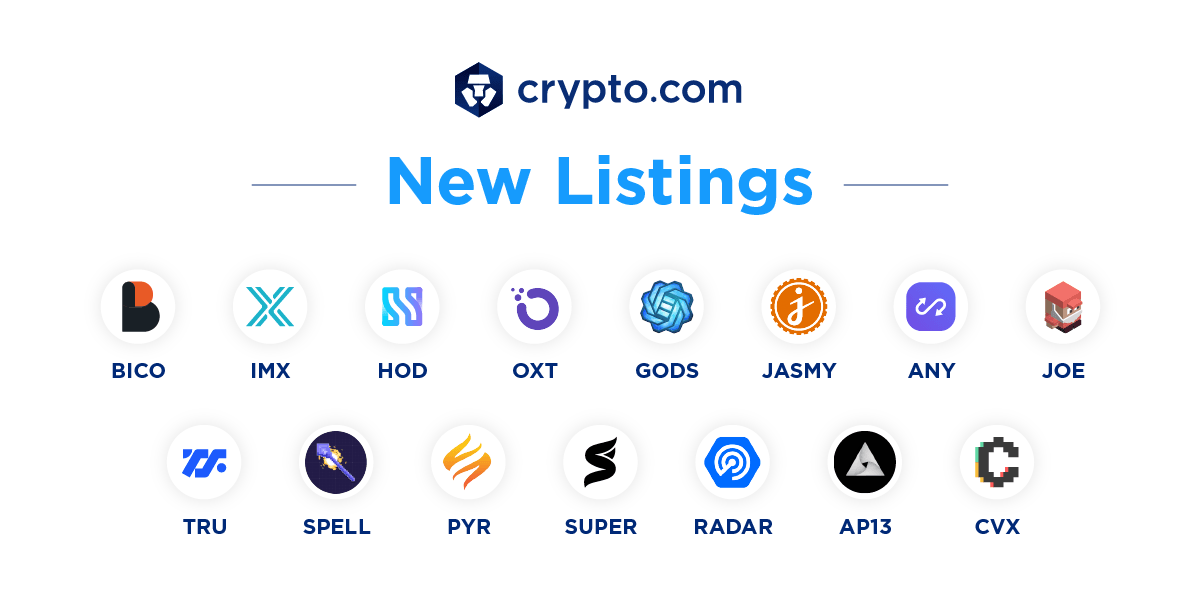 crypto.com
New Listings
BICO IMX HOD OXT GODS JASMY ANY JOE
TRU SPELL PYR SUPER RADAR AP13 CVX